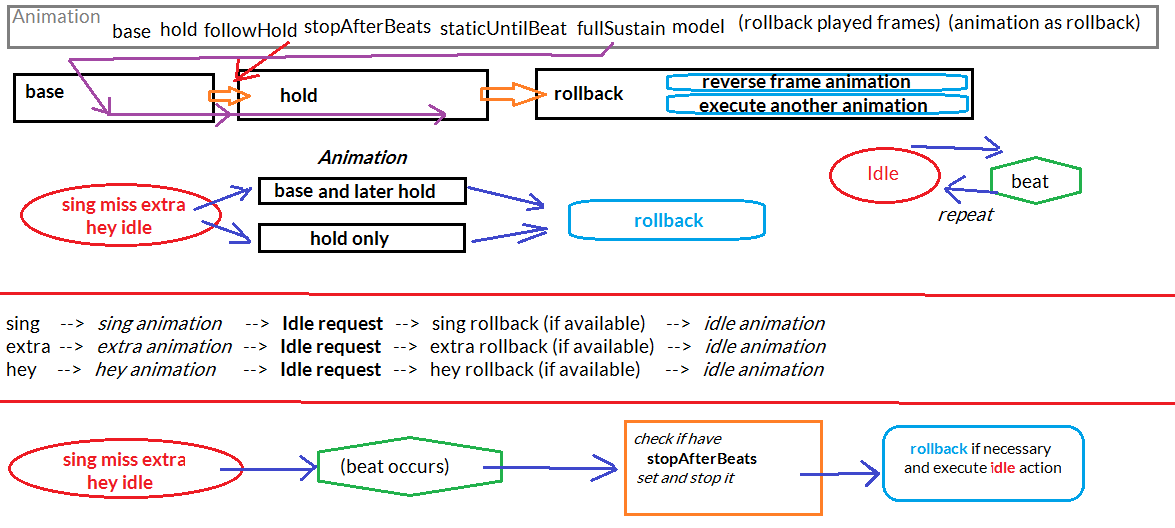 Animation
base hold followHold stopAfterBeats staticUntilBeat fullSustain model (rollback played frames) (animation as rollback)
base
hold
rollback
reverse frame animation
execute another animation
Animation
sing miss extra
hey idle
base and later hold
hold only
rollback
Idle
beat
repeat
sing --> sing animation --> Idle request --> sing rollback (if available) --> idle animation
extra --> extra animation --> Idle request --> extra rollback (if available) --> idle animation
hey --> hey animation --> Idle request --> hey rollback (if available) --> idle animation
sing miss extra
hey idle
(beat occurs)
check if have
stopAfterBeats
set and stop it
rollback if necessary
and execute idle action